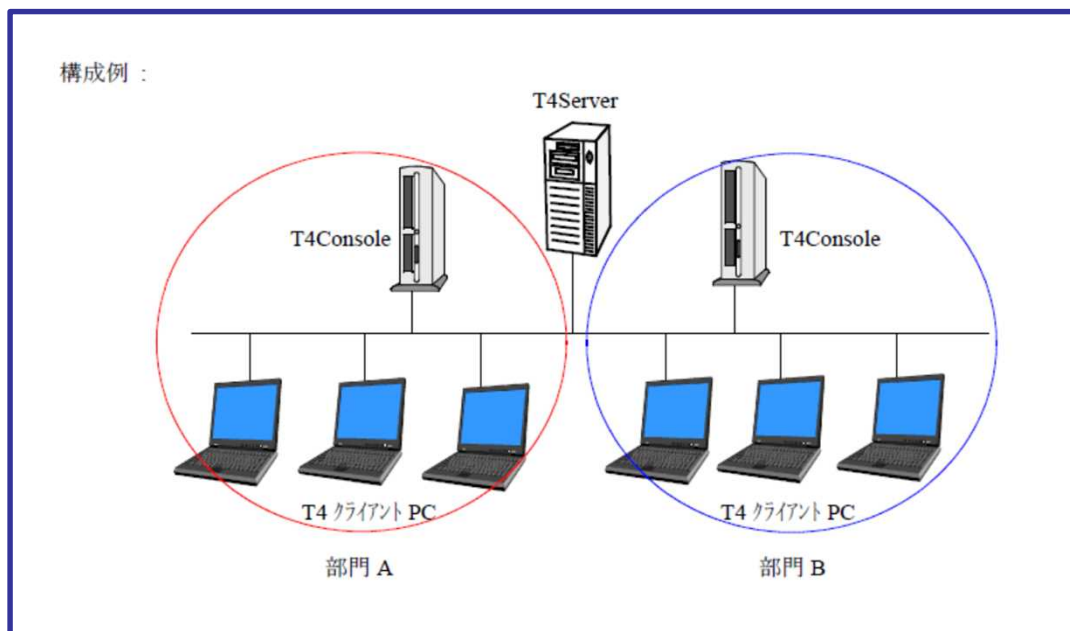 構成例 :
T4Server
T4Console
T4Console
T4 ｸﾗｲｱﾝﾄ PC
T4 ｸﾗｲｱﾝﾄ PC
部門 A
部門 B